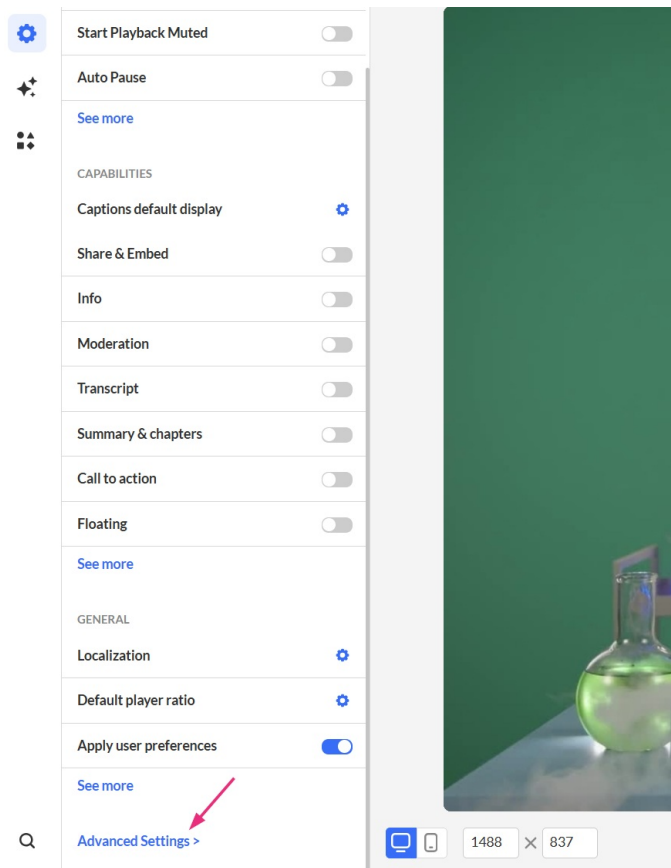 Start Playback Muted
Auto Pause
See more
CAPABILITIES
Captions default display
Share & Embed
Info
Moderation
Transcript
Summary & chapters
Call to action
Floating
See more
GENERAL
Localization
Default player ratio
Apply user preferences
See more
Advanced Settings >
1488 × 837